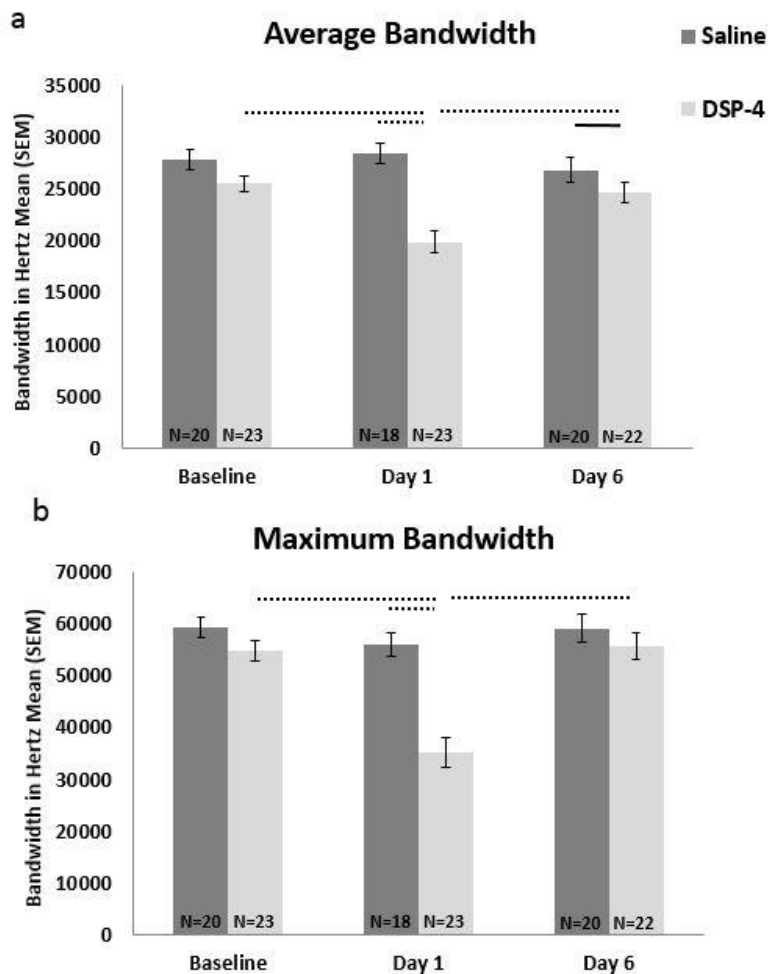 a
Average Bandwidth
Saline
DSP-4
Bandwidth in Hertz Mean (SEM)
35000
30000
25000
20000
15000
10000
5000
0
N=20 N=23 N=18 N=23 N=20 N=22
Baseline Day 1 Day 6
b
Maximum Bandwidth
Bandwidth in Hertz Mean (SEM)
70000
60000
50000
40000
30000
20000
10000
0
N=20 N=23 N=18 N=23 N=20 N=22
Baseline Day 1 Day 6